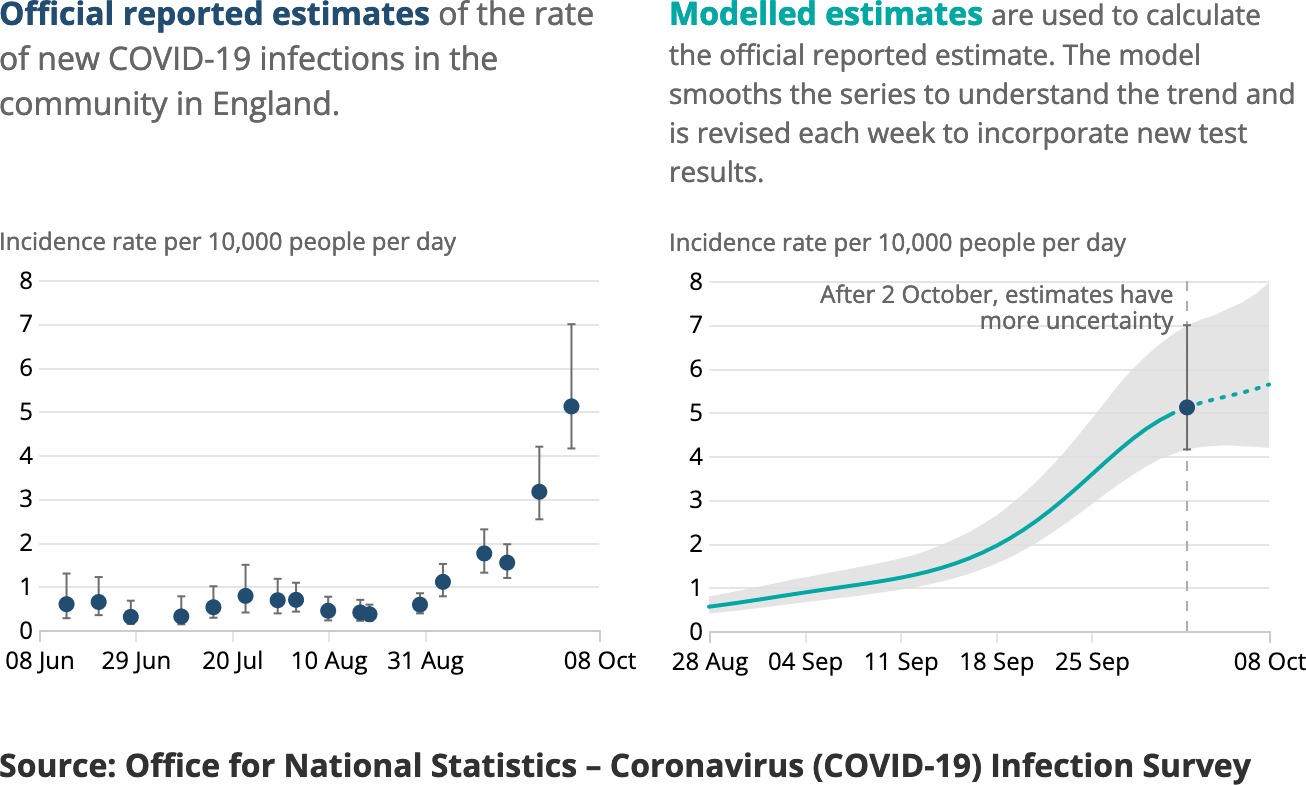 Official reported estimates of the rate
of new COVID-19 infections in the
community in England.
Incidence rate per 10,000 people per day
8
7
6
5
4
3
2
1
0
08 Jun 29 Jun 20 Jul 10 Aug 31 Aug 08 Oct
Modelled estimates are used to calculate
the official reported estimate. The model
smooths the series to understand the trend and
is revised each week to incorporate new test
results.
Incidence rate per 10,000 people per day
After 2 October, estimates have
more uncertainty
8
7
6
5
4
3
2
1
0
28 Aug 04 Sep 11 Sep 18 Sep 25 Sep 08 Oct
Source: Office for National Statistics – Coronavirus (COVID-19) Infection Survey